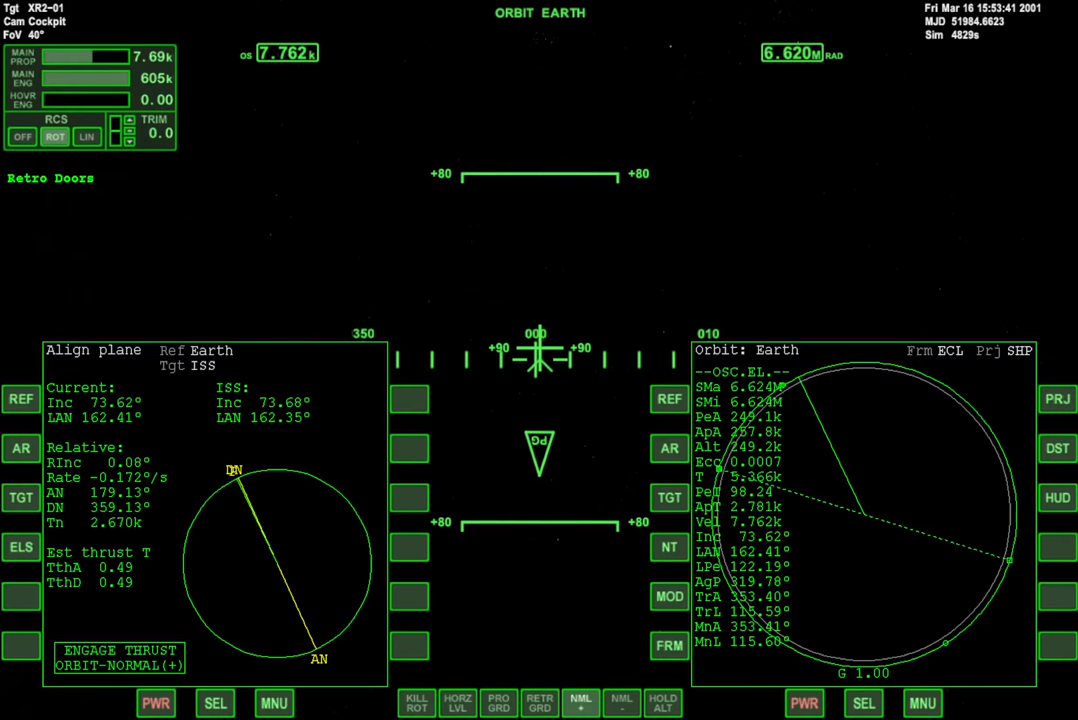 Tgt XR2-01
Cam Cockpit
FoV 40°
ORBIT EARTH
Fri Mar 16 15:53:41 2001
MJD 51984.6623
Sim 4829s
MAIN PROP 7.69k
MAIN ENG 605k
HOVR ENG 0.00
RCS TRIM
OFF ROT LIN 0.0
OS 7.762k
6.620M RAD
Retro Doors
+80 +80
350 000 010
+90 +90
PG
+80 +80
Align plane Ref Earth
Tgt ISS
Current: ISS:
Inc 73.62° Inc 73.68°
LAN 162.41° LAN 162.35°
Relative:
RInc 0.08°
Rate -0.172°/s
AN 179.13°
DN 359.13°
Tn 2.670k
Est thrust T
TthA 0.49
TthD 0.49
ENGAGE THRUST
ORBIT-NORMAL(+)
DN
AN
REF
AR
TGT
ELS
PWR SEL MNU
KILL ROT
HORZ LVL
PRO GRD
RETR GRD
NML +
NML -
HOLD ALT
Orbit: Earth Frm ECL Prj SHP
--OSC.EL.--
SMa 6.624M
SMi 6.624M
PeA 249.1k
ApA 257.8k
Alt 249.2k
Ecc 0.0007
T 5.366k
PeT 98.24
ApT 2.781k
Vel 7.762k
Inc 73.62°
LAN 162.41°
LPe 122.19°
AgP 319.78°
TrA 353.40°
TrL 115.59°
MnA 353.41°
MnL 115.60°
G 1.00
REF
AR
TGT
NT
MOD
FRM
PRJ
DST
HUD
PWR SEL MNU